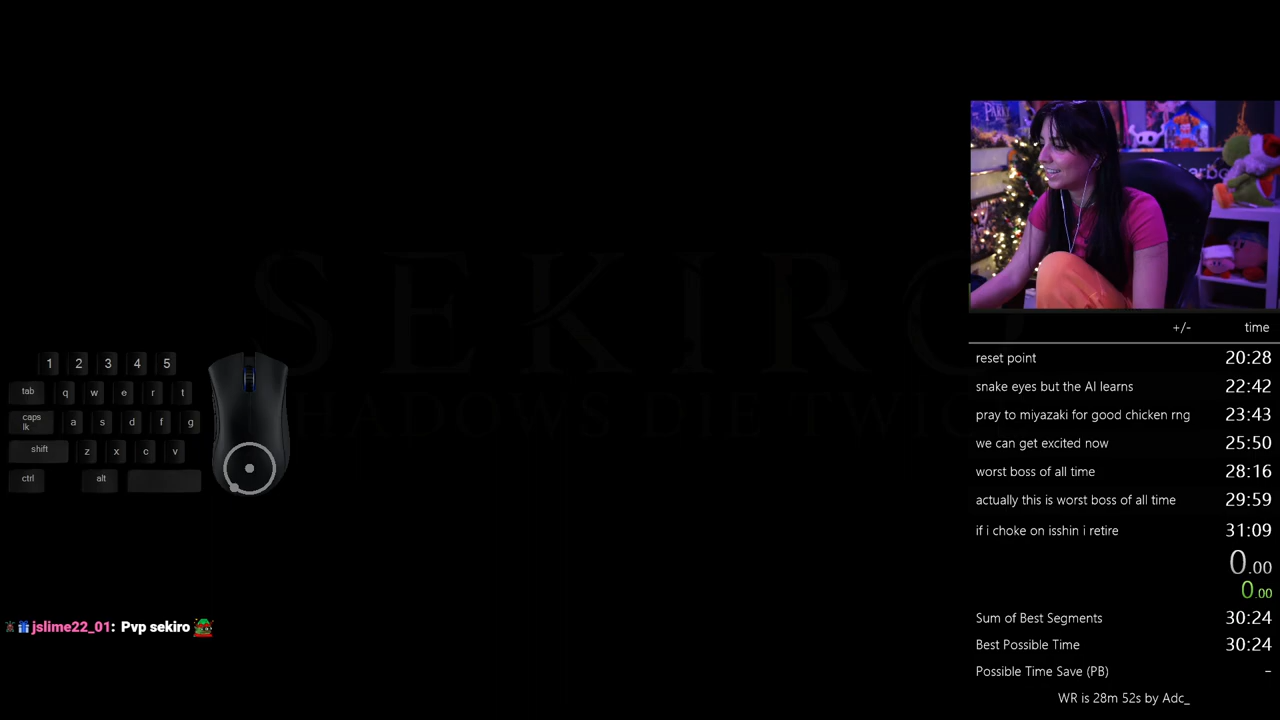 SEKIRO
SHADOWS DIE TWICE
+/- time
reset point 20:28
snake eyes but the AI learns 22:42
pray to miyazaki for good chicken rng 23:43
we can get excited now 25:50
worst boss of all time 28:16
actually this is worst boss of all time 29:59
if i choke on isshin i retire 31:09
0.00
0.00
Sum of Best Segments 30:24
Best Possible Time 30:24
Possible Time Save (PB) -
WR is 28m 52s by Adc_
1 2 3 4 5
tab q w e r t
caps lk a s d f g
shift z x c v
ctrl alt
jslime22_01: Pvp sekiro